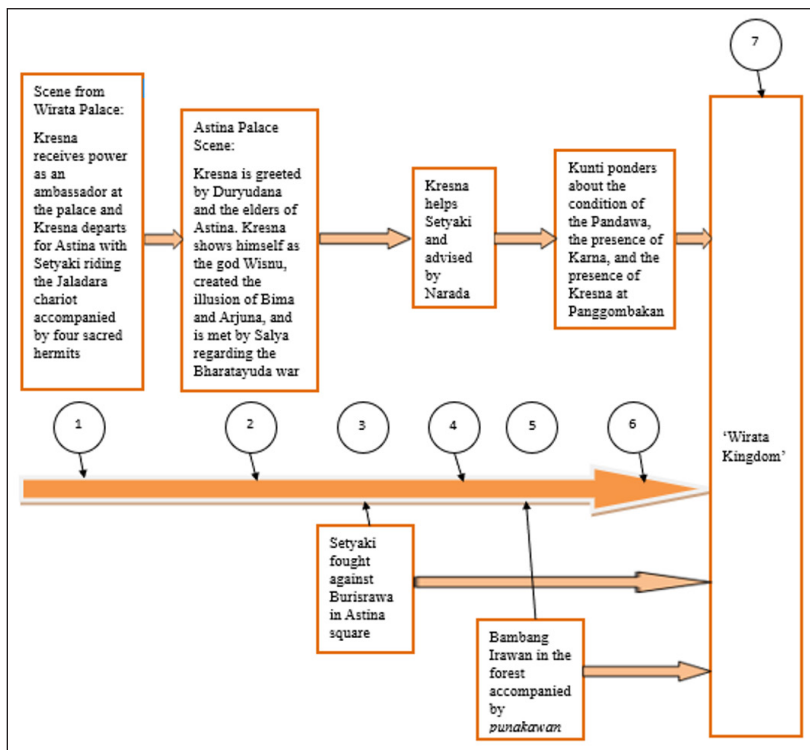 7
Scene from
Wirata Palace:
Kresna
receives power
as an
ambassador at
the palace and
Kresna departs
for Astina with
Setyaki riding
the Jaladara
chariot
accompanied
by four sacred
hermits
Astina Palace
Scene:
Kresna is greeted
by Duryudana
and the elders of
Astina. Kresna
shows himself as
the god Wisnu,
created the
illusion of Bima
and Arjuna, and
is met by Salya
regarding the
Bharatayuda war
Kresna
helps
Setyaki
and
advised
by
Narada
Kunti ponders
about the
condition of
the Pandawa,
the presence of
Karna, and the
presence of
Kresna at
Panggombakan
1
2
3
4
5
6
‘Wirata
Kingdom’
Setyaki
fought
against
Burisrawa
in Astina
square
Bambang
Irawan in the
forest
accompanied
by
punakawan